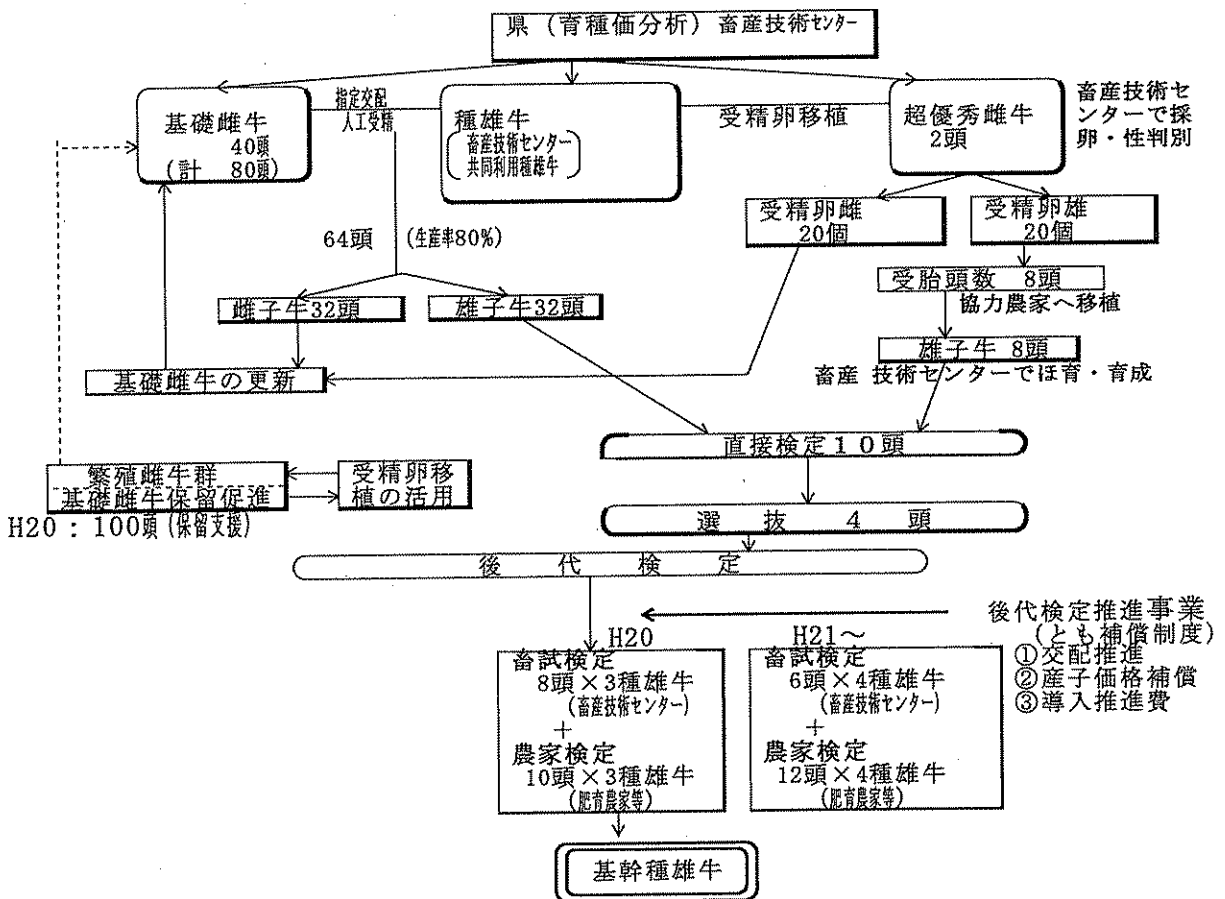 県（育種価分析）畜産技術センター
基礎雌牛
40頭
(計 80頭)
指定交配
人工受精
種雄牛
畜産技術センター
共同利用種雄牛
受精卵移植
超優秀雌牛
2頭
畜産技術セ
ンターで採
卵・性判別
受精卵雌
20個
受精卵雄
20個
64頭 (生産率80%)
受胎頭数 8頭
協力農家へ移植
雌子牛32頭
雄子牛32頭
雄子牛 8頭
畜産 技術センターでほ育・育成
基礎雌牛の更新
直接検定10頭
繁殖雌牛群
基礎雌牛保留促進
受精卵移
植の活用
H20：100頭(保留支援)
選 抜 4 頭
後 代 検 定
後代検定推進事業
(とも補償制度)
①交配推進
②産子価格補償
③導入推進費
H20
畜試検定
8頭×3種雄牛
(畜産技術センター)
+
農家検定
10頭×3種雄牛
(肥育農家等)
H21～
畜試検定
6頭×4種雄牛
(畜産技術センター)
+
農家検定
12頭×4種雄牛
(肥育農家等)
基幹種雄牛